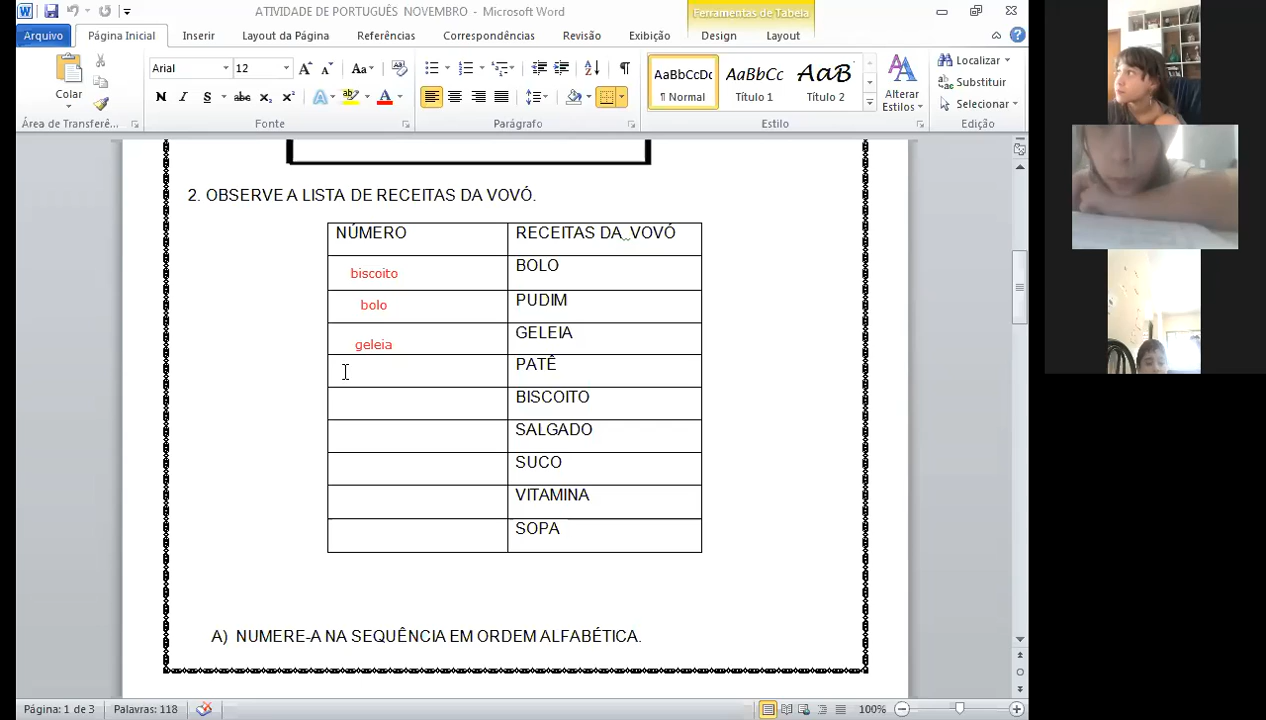 ATIVIDADE DE PORTUGUÊS NOVEMBRO - Microsoft Word
Ferramentas de Tabela
Arquivo Página Inicial Inserir Layout da Página Referências Correspondências Revisão Exibição Design Layout
Colar
Arial 12
Aa
N I S abc x₂ x² A A
AaBbCcDc AaBbCc AaB
¶ Normal Título 1 Título 2
Alterar Estilos
Localizar
Substituir
Selecionar
Área de Transferê... Fonte Parágrafo Estilo Edição
2. OBSERVE A LISTA DE RECEITAS DA VOVÓ.
NÚMERO RECEITAS DA VOVÓ
biscoito BOLO
bolo PUDIM
geleia GELEIA
PATÊ
BISCOITO
SALGADO
SUCO
VITAMINA
SOPA
A) NUMERE-A NA SEQUÊNCIA EM ORDEM ALFABÉTICA.
Página: 1 de 3 Palavras: 118 100%